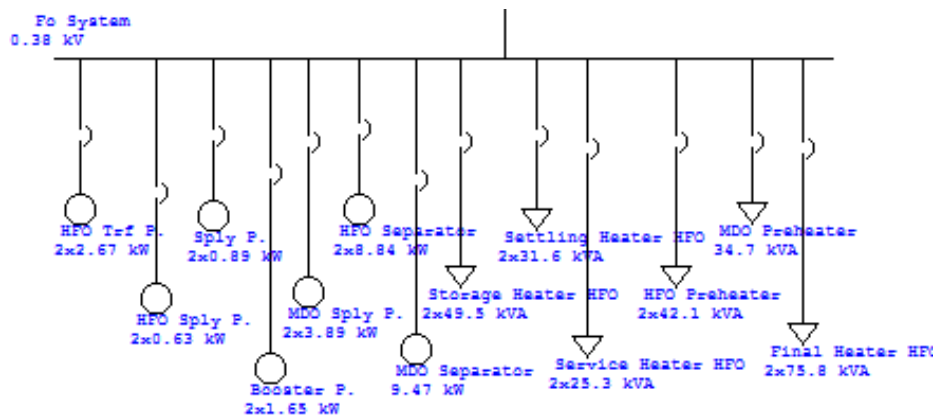 Fo System
0.38 kV
HFO Trf P.
2x2.67 kW
Sply P.
2x0.89 kW
HFO Separator
2x8.84 kW
Settling Heater HFO
2x31.6 kVA
MDO Preheater
34.7 kVA
Storage Heater HFO
2x49.5 kVA
HFO Preheater
2x42.1 kVA
HFO Sply P.
2x0.63 kW
MDO Sply P.
2x3.89 kW
MDO Separator
9.47 kW
Service Heater HFO
2x25.3 kVA
Final Heater HFO
2x75.8 kVA
Booster P.
2x1.65 kW